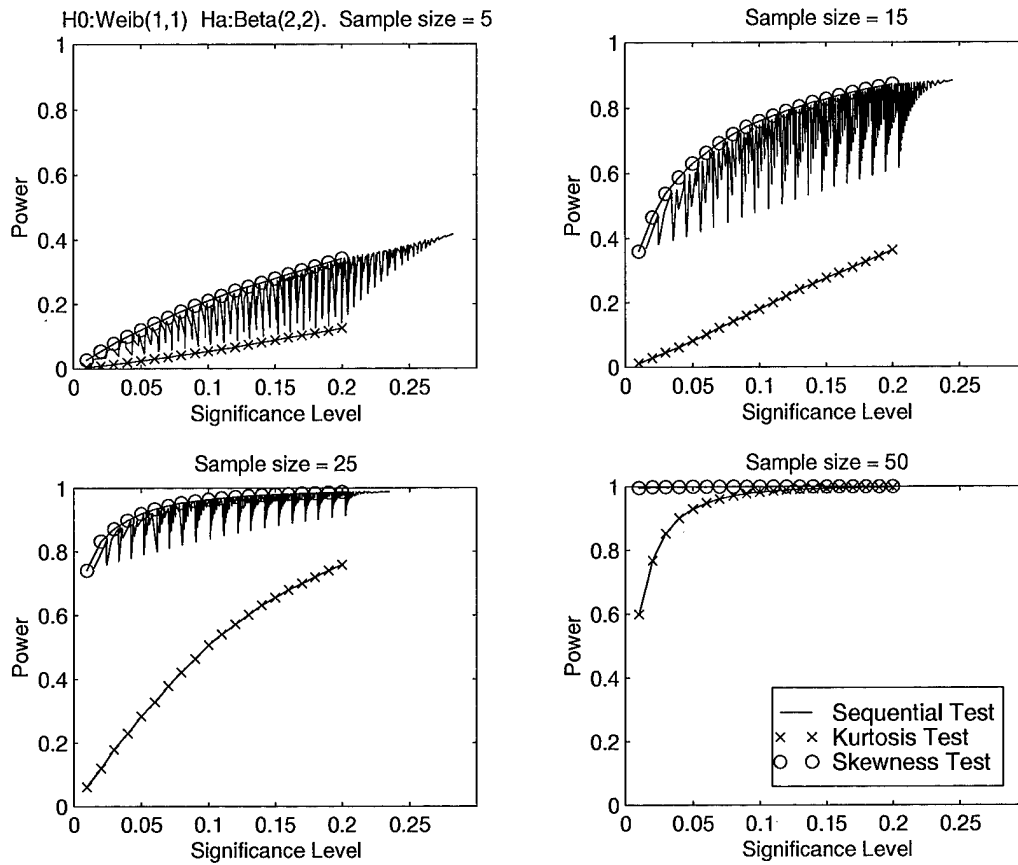 H0:Weib(1,1) Ha:Beta(2,2). Sample size = 5
1
0.8
0.6
0.4
0.2
0
Power
0 0.05 0.1 0.15 0.2 0.25
Significance Level
Sample size = 15
1
0.8
0.6
0.4
0.2
0
Power
0 0.05 0.1 0.15 0.2 0.25
Significance Level
Sample size = 25
1
0.8
0.6
0.4
0.2
0
Power
0 0.05 0.1 0.15 0.2 0.25
Significance Level
Sample size = 50
1
0.8
0.6
0.4
0.2
0
Power
0 0.05 0.1 0.15 0.2 0.25
Significance Level
Sequential Test
Kurtosis Test
Skewness Test